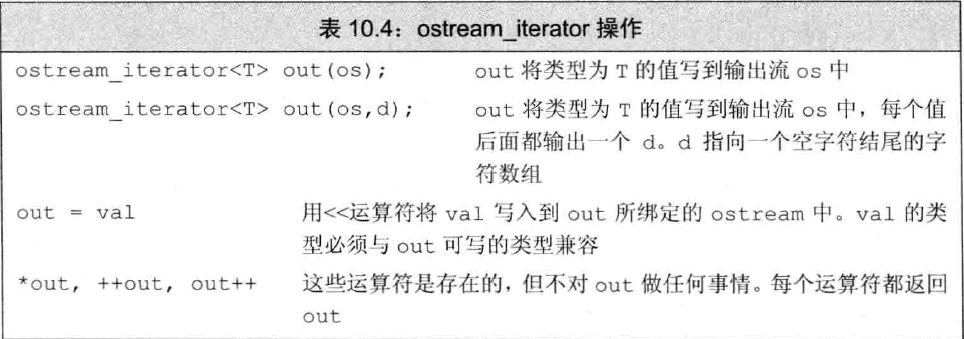 表 10.4：ostream_iterator 操作
ostream_iterator<T> out(os); out 将类型为 T 的值写到输出流 os 中
ostream_iterator<T> out(os,d); out 将类型为 T 的值写到输出流 os 中，每个值
后面都输出一个 d。d 指向一个空字符结尾的字
符数组
out = val 用<<运算符将 val 写入到 out 所绑定的 ostream 中。val 的类
型必须与 out 可写的类型兼容
*out, ++out, out++ 这些运算符是存在的，但不对 out 做任何事情。每个运算符都返回
out